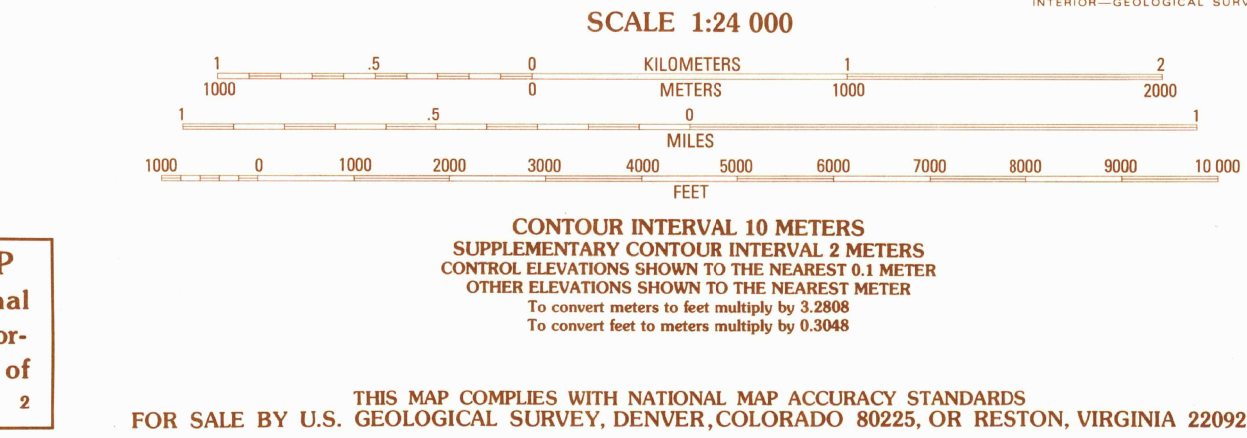 INTERIOR—GEOLOGICAL
SCALE 1:24 000
1 .5 0 KILOMETERS 1 2
1000 0 METERS 1000 2000
1 .5 0 1
MILES
1000 0 1000 2000 3000 4000 5000 6000 7000 8000 9000 10 000
FEET
CONTOUR INTERVAL 10 METERS
SUPPLEMENTARY CONTOUR INTERVAL 2 METERS
CONTROL ELEVATIONS SHOWN TO THE NEAREST 0.1 METER
OTHER ELEVATIONS SHOWN TO THE NEAREST METER
To convert meters to feet multiply by 3.2808
To convert feet to meters multiply by 0.3048
P
nal
or-
of
2
THIS MAP COMPLIES WITH NATIONAL MAP ACCURACY STANDARDS
FOR SALE BY U.S. GEOLOGICAL SURVEY, DENVER, COLORADO 80225, OR RESTON, VIRGINIA 22092